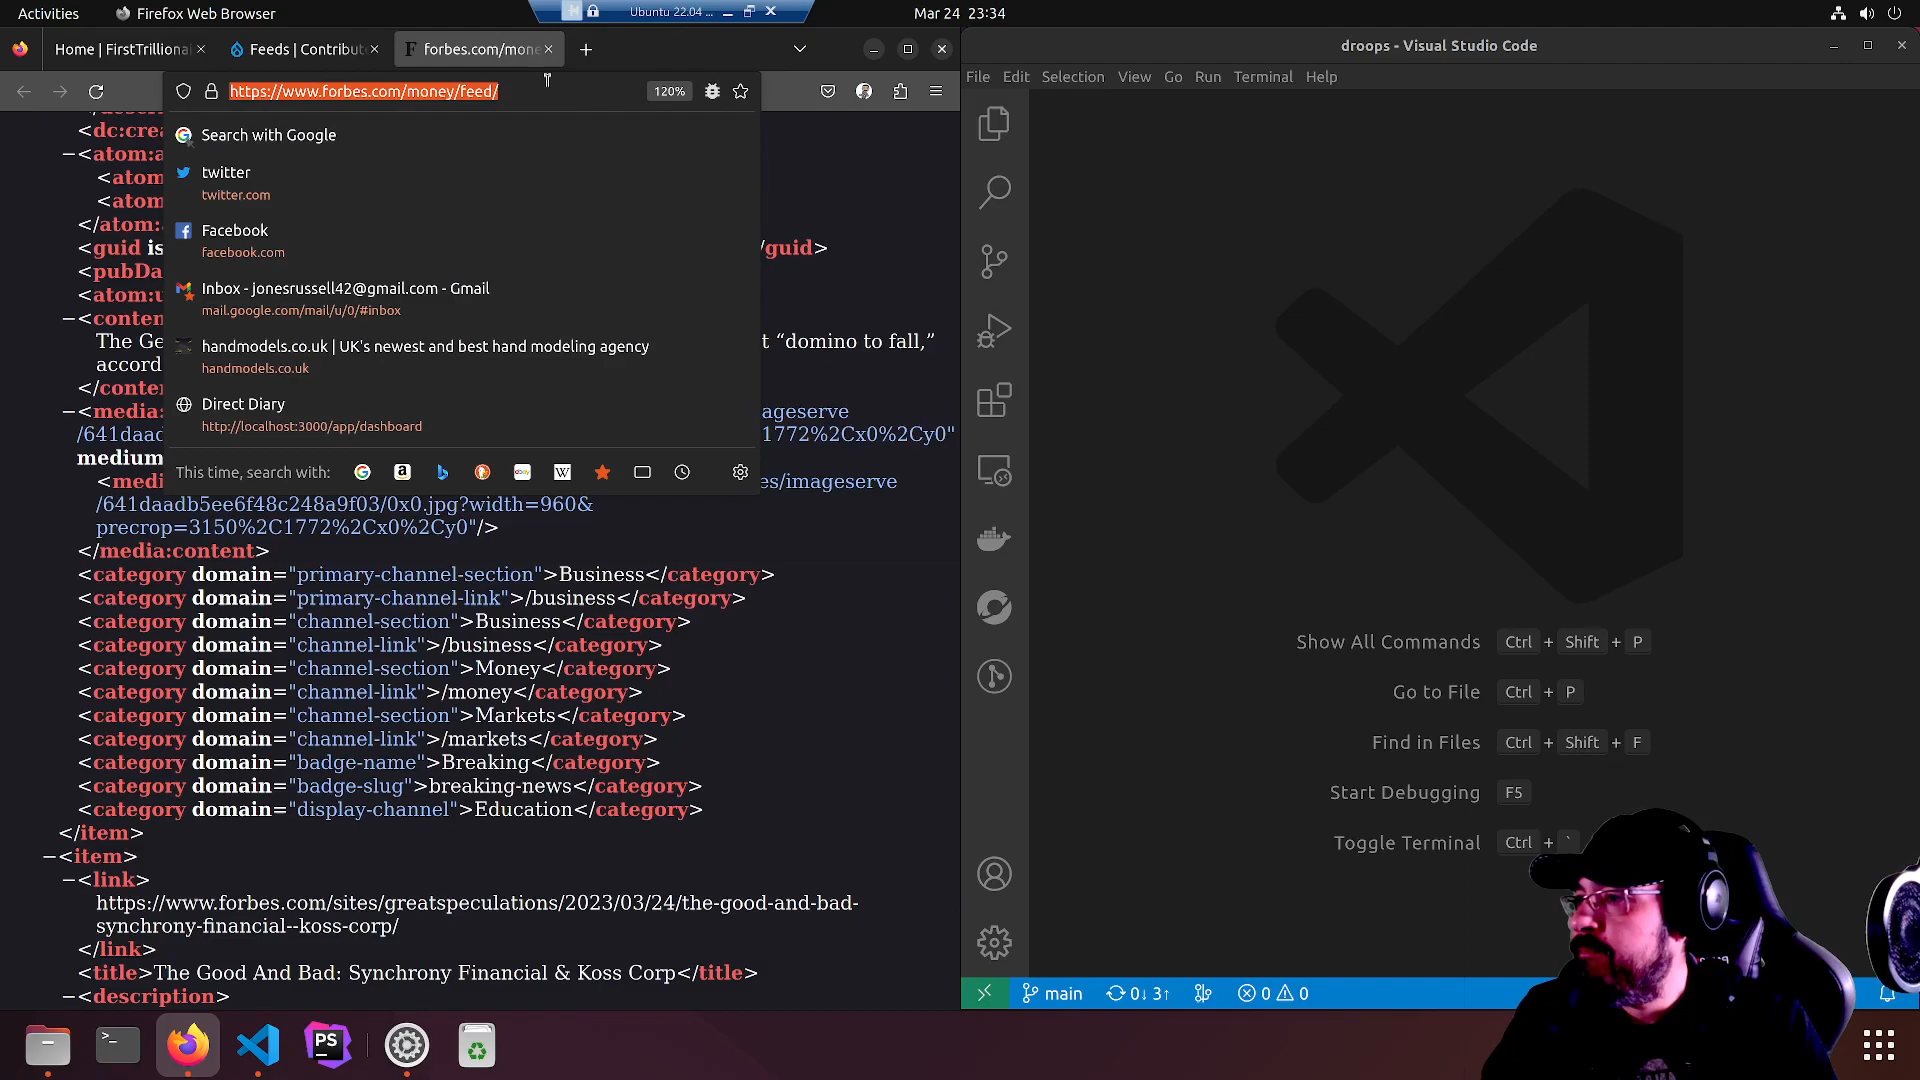 Activities
Firefox Web Browser
Ubuntu 22.04 ...
Mar 24 23:34
Home | FirstTrilliona
Feeds | Contribute
forbes.com/mone
droops - Visual Studio Code
File Edit Selection View Go Run Terminal Help
https://www.forbes.com/money/feed/
120%
Search with Google
twitter
twitter.com
Facebook
facebook.com
Inbox - jonesrussell42@gmail.com - Gmail
mail.google.com/mail/u/0/#inbox
handmodels.co.uk | UK's newest and best hand modeling agency
handmodels.co.uk
Direct Diary
http://localhost:3000/app/dashboard
This time, search with:
<dc:crea
−<atom:a
<atom
<atom
</atom:
<guid is
/guid>
<pubDa
<atom:u
−<conten
The Ge
t “domino to fall,”
accord
</conte
−<media:
ageserve
/641daad
1772%2Cx0%2Cy0"
medium
<medi
es/imageserve
/641daadb5ee6f48c248a9f03/0x0.jpg?width=960&
precrop=3150%2C1772%2Cx0%2Cy0"/>
</media:content>
<category domain="primary-channel-section">Business</category>
<category domain="primary-channel-link">/business</category>
<category domain="channel-section">Business</category>
<category domain="channel-link">/business</category>
<category domain="channel-section">Money</category>
<category domain="channel-link">/money</category>
<category domain="channel-section">Markets</category>
<category domain="channel-link">/markets</category>
<category domain="badge-name">Breaking</category>
<category domain="badge-slug">breaking-news</category>
<category domain="display-channel">Education</category>
</item>
−<item>
−<link>
https://www.forbes.com/sites/greatspeculations/2023/03/24/the-good-and-bad-
synchrony-financial--koss-corp/
</link>
<title>The Good And Bad: Synchrony Financial & Koss Corp</title>
−<description>
Show All Commands Ctrl + Shift + P
Go to File Ctrl + P
Find in Files Ctrl + Shift + F
Start Debugging F5
Toggle Terminal Ctrl + `
main
0↓ 3↑
0
0
PS